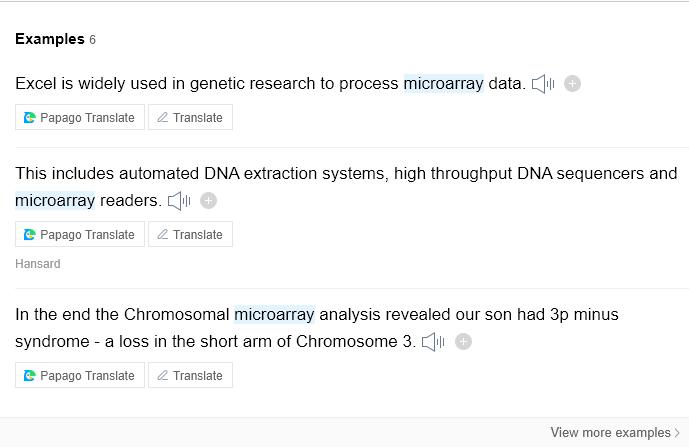 Examples 6
Excel is widely used in genetic research to process microarray data.
Papago Translate Translate
This includes automated DNA extraction systems, high throughput DNA sequencers and
microarray readers.
Papago Translate Translate
Hansard
In the end the Chromosomal microarray analysis revealed our son had 3p minus
syndrome - a loss in the short arm of Chromosome 3.
Papago Translate Translate
View more examples